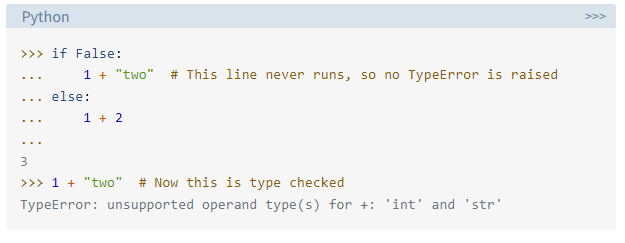 Python
>>>
>>> if False:
...     1 + "two"  # This line never runs, so no TypeError is raised
... else:
...     1 + 2
...
3
>>> 1 + "two"  # Now this is type checked
TypeError: unsupported operand type(s) for +: 'int' and 'str'